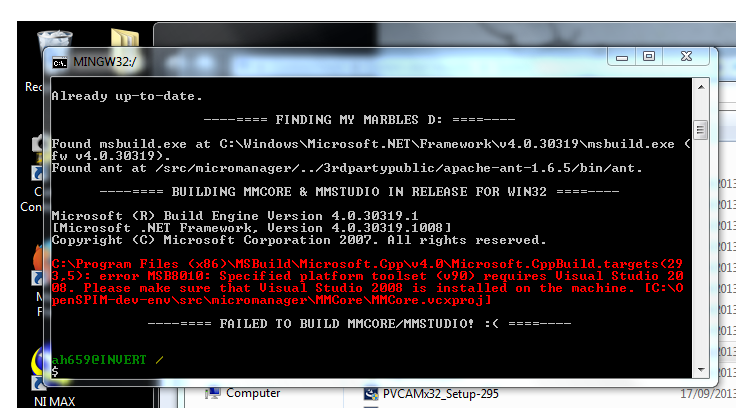 MINGW32:/
Rec
Already up-to-date.
----==== FINDING MY MARBLES D: ====----
Found msbuild.exe at C:\Windows\Microsoft.NET\Framework\v4.0.30319\msbuild.exe (
fw v4.0.30319).
Found ant at /src/micromanager/../3rdpartypublic/apache-ant-1.6.5/bin/ant.
----==== BUILDING MMCORE & MMSTUDIO IN RELEASE FOR WIN32 ====----
Microsoft (R) Build Engine Version 4.0.30319.1
[Microsoft .NET Framework, Version 4.0.30319.1008]
Copyright (C) Microsoft Corporation 2007. All rights reserved.
C:\Program Files (x86)\MSBuild\Microsoft.Cpp\v4.0\Microsoft.CppBuild.targets(29
3,5): error MSB8010: Specified platform toolset (v90) requires Visual Studio 20
08. Please make sure that Visual Studio 2008 is installed on the machine. [C:\O
penSPIM-dev-env\src\micromanager\MMCore\MMCore.vcxproj]
----==== FAILED TO BUILD MMCORE/MMSTUDIO! :( ====----
ah659@INVERT /
$
C
Con
N
F
NI MAX
Computer
PVCAMx32_Setup-295
17/09/2013
2013
2013
2013
2013
2013
2013
2013
2013
2013